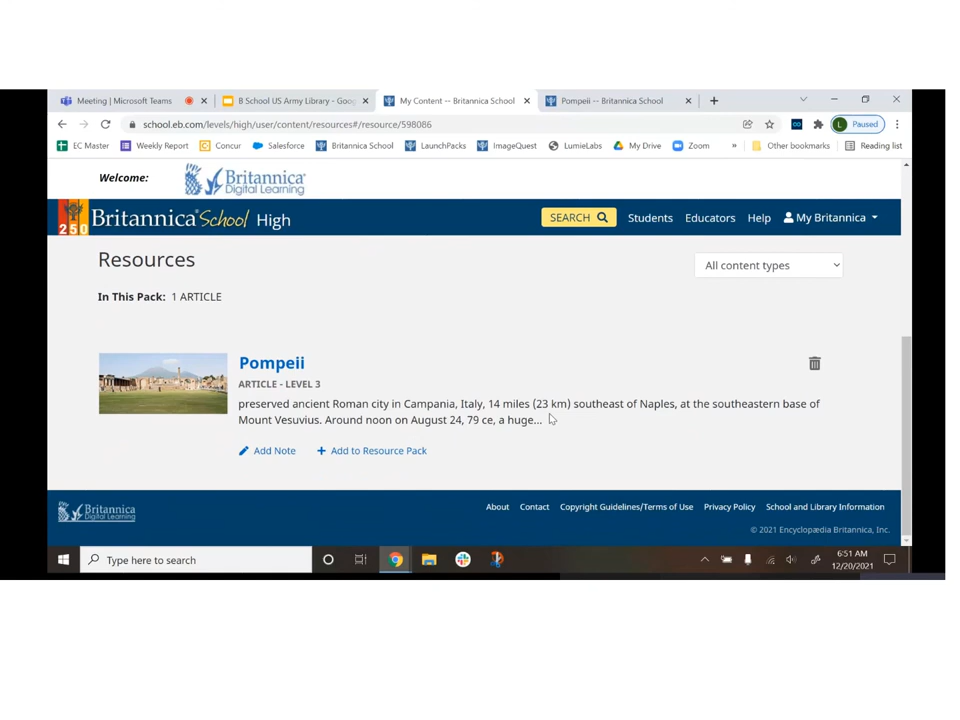 Meeting | Microsoft Teams
B School US Army Library - Goog
My Content -- Britannica School
Pompeii -- Britannica School
school.eb.com/levels/high/user/content/resources#/resource/598086
L Paused
EC Master Weekly Report Concur Salesforce Britannica School LaunchPacks ImageQuest LumieLabs My Drive Zoom » Other bookmarks Reading list
Welcome: Britannica®
Digital Learning
250 Britannica® School High SEARCH Students Educators Help My Britannica
Resources
All content types
In This Pack: 1 ARTICLE
Pompeii
ARTICLE - LEVEL 3
preserved ancient Roman city in Campania, Italy, 14 miles (23 km) southeast of Naples, at the southeastern base of
Mount Vesuvius. Around noon on August 24, 79 ce, a huge...
Add Note + Add to Resource Pack
Britannica
Digital Learning
About Contact Copyright Guidelines/Terms of Use Privacy Policy School and Library Information
© 2021 Encyclopædia Britannica, Inc.
Type here to search
6:51 AM
12/20/2021